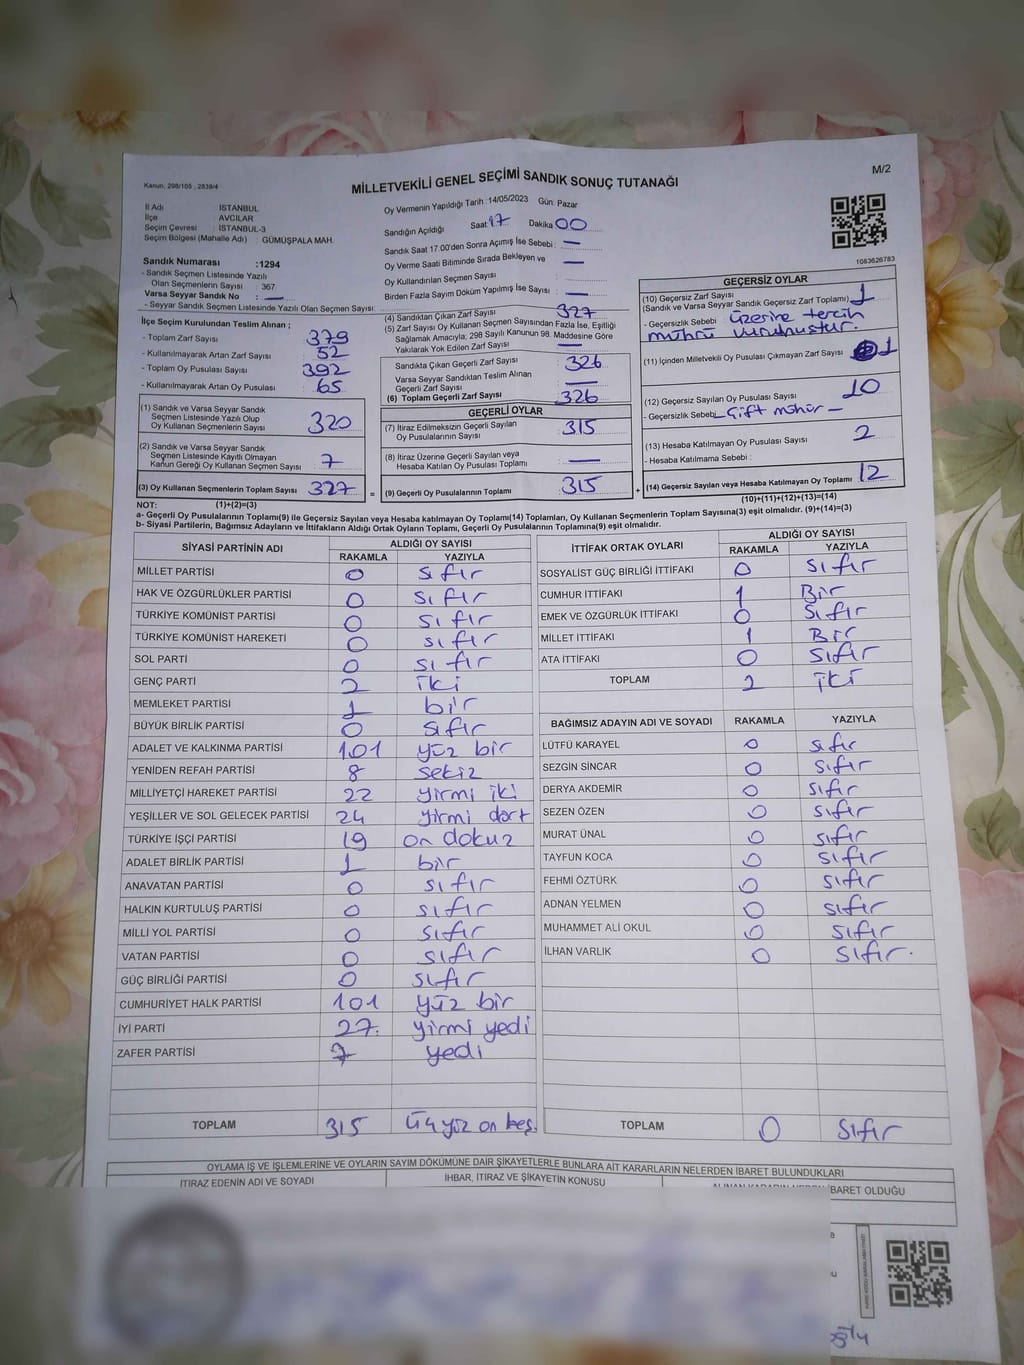 M/2
Kanun, 298/105 , 2839/4
MİLLETVEKİLİ GENEL SEÇİMİ SANDIK SONUÇ TUTANAĞI
İl Adı : İSTANBUL
İlçe : AVCILAR
Seçim Çevresi : İSTANBUL-3
Seçim Bölgesi (Mahalle Adı) : GÜMÜŞPALA MAH.
Sandık Numarası :1294
- Sandık Seçmen Listesinde Yazılı
Olan Seçmenlerin Sayısı : 367
Varsa Seyyar Sandık No : —
- Seyyar Sandık Seçmen Listesinde Yazılı Olan Seçmen Sayısı:
Oy Vermenin Yapıldığı Tarih :14/05/2023 Gün: Pazar
Sandığın Açıldığı Saat 17 Dakika 00
Sandık Saat 17.00'den Sonra Açımış İse Sebebi : —
Oy Verme Saati Bitiminde Sırada Bekleyen ve —
Oy Kullandırılan Seçmen Sayısı
Birden Fazla Sayım Döküm Yapılmış İse Sayısı : —
1083626783
İlçe Seçim Kurulundan Teslim Alınan ;
- Toplam Zarf Sayısı : 379
- Kullanılmayarak Artan Zarf Sayısı : 52
- Toplam Oy Pusulası Sayısı : 392
- Kullanılmayarak Artan Oy Pusulası : 65
(4) Sandıktan Çıkan Zarf Sayısı 327
(5) Zarf Sayısı Oy Kullanan Seçmen Sayısından Fazla İse, Eşitliği
Sağlamak Amacıyla; 298 Sayılı Kanunun 98. Maddesine Göre
Yakılarak Yok Edilen Zarf Sayısı —
Sandıkta Çıkan Geçerli Zarf Sayısı 326
Varsa Seyyar Sandıktan Teslim Alınan
Geçerli Zarf Sayısı —
(6) Toplam Geçerli Zarf Sayısı 326
GEÇERSİZ OYLAR
(10) Geçersiz Zarf Sayısı
(Sandık ve Varsa Seyyar Sandık Geçersiz Zarf Toplamı) 1
- Geçersizlik Sebebi : üzerine tercih
mührü vurulmuştur.
(11) İçinden Milletvekili Oy Pusulası Çıkmayan Zarf Sayısı 1
(12) Geçersiz Sayılan Oy Pusulası Sayısı 10
- Geçersizlik Sebebi - Çift mühür -
(13) Hesaba Katılmayan Oy Pusulası Sayısı 2
- Hesaba Katılmama Sebebi :
(14) Geçersiz Sayılan veya Hesaba Katılmayan Oy Toplamı 12
(10)+(11)+(12)+(13)=(14)
(1) Sandık ve Varsa Seyyar Sandık
Seçmen Listesinde Yazılı Olup
Oy Kullanan Seçmenlerin Sayısı : 320
(2) Sandık ve Varsa Seyyar Sandık
Seçmen Listesinde Kayıtlı Olmayan
Kanun Gereği Oy Kullanan Seçmen Sayısı : 7
(3) Oy Kullanan Seçmenlerin Toplam Sayısı : 327 =
(1)+(2)=(3)
GEÇERLİ OYLAR
(7) İtiraz Edilmeksizin Geçerli Sayılan
Oy Pusulalarının Sayısı : 315
(8) İtiraz Üzerine Geçerli Sayılan veya
Hesaba Katılan Oy Pusulası Toplamı : —
(9) Geçerli Oy Pusulalarının Toplamı : 315 +
NOT:
a- Geçerli Oy Pusulalarının Toplamı(9) ile Geçersiz Sayılan veya Hesaba katılmayan Oy Toplamı(14) Toplamları, Oy Kullanan Seçmenlerin Toplam Sayısına(3) eşit olmalıdır. (9)+(14)=(3)
b- Siyasi Partilerin, Bağımsız Adayların ve İttifakların Aldığı Ortak Oyların Toplamı, Geçerli Oy Pusulalarının Toplamına(9) eşit olmalıdır.
SİYASİ PARTİNİN ADI ALDIĞI OY SAYISI
RAKAMLA YAZIYLA
MİLLET PARTİSİ 0 sıfır
HAK VE ÖZGÜRLÜKLER PARTİSİ 0 sıfır
TÜRKİYE KOMÜNİST PARTİSİ 0 sıfır
TÜRKİYE KOMÜNİST HAREKETİ 0 sıfır
SOL PARTİ 0 sıfır
GENÇ PARTİ 2 iki
MEMLEKET PARTİSİ 1 bir
BÜYÜK BİRLİK PARTİSİ 0 sıfır
ADALET VE KALKINMA PARTİSİ 101 yüz bir
YENİDEN REFAH PARTİSİ 8 sekiz
MİLLİYETÇİ HAREKET PARTİSİ 22 yirmi iki
YEŞİLLER VE SOL GELECEK PARTİSİ 24 yirmi dört
TÜRKİYE İŞÇİ PARTİSİ 19 on dokuz
ADALET BİRLİK PARTİSİ 1 bir
ANAVATAN PARTİSİ 0 sıfır
HALKIN KURTULUŞ PARTİSİ 0 sıfır
MİLLİ YOL PARTİSİ 0 sıfır
VATAN PARTİSİ 0 sıfır
GÜÇ BİRLİĞİ PARTİSİ 0 sıfır
CUMHURİYET HALK PARTİSİ 101 yüz bir
İYİ PARTİ 27. yirmi yedi
ZAFER PARTİSİ 7 yedi
TOPLAM 315 üçyüz on beş.
İTTİFAK ORTAK OYLARI ALDIĞI OY SAYISI
RAKAMLA YAZIYLA
SOSYALİST GÜÇ BİRLİĞİ İTTİFAKI 0 sıfır
CUMHUR İTTİFAKI 1 Bir
EMEK VE ÖZGÜRLÜK İTTİFAKI 0 Sıfır
MİLLET İTTİFAKI 1 Bir
ATA İTTİFAKI 0 Sıfır
TOPLAM 2 iki
BAĞIMSIZ ADAYIN ADI VE SOYADI RAKAMLA YAZIYLA
LÜTFÜ KARAYEL 0 sıfır
SEZGİN SİNCAR 0 sıfır
DERYA AKDEMİR 0 sıfır
SEZEN ÖZEN 0 sıfır
MURAT ÜNAL 0 sıfır
TAYFUN KOCA 0 sıfır
FEHMİ ÖZTÜRK 0 sıfır
ADNAN YELMEN 0 sıfır
MUHAMMET ALİ OKUL 0 sıfır
İLHAN VARLIK 0 sıfır.
TOPLAM 0 Sıfır
OYLAMA İŞ VE İŞLEMLERİNE VE OYLARIN SAYIM DÖKÜMÜNE DAİR ŞİKAYETLERLE BUNLARA AİT KARARLARIN NELERDEN İBARET BULUNDUKLARI
İTİRAZ EDENİN ADI VE SOYADI İHBAR, İTİRAZ VE ŞİKAYETİN KONUSU ALINAN KARARIN NEDEN İBARET OLDUĞU